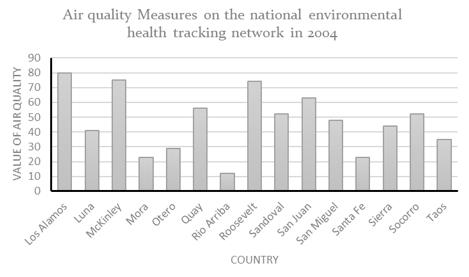 Air quality Measures on the national environmental
health tracking network in 2004
VALUE OF AIR QUALITY
90
80
70
60
50
40
30
20
10
0
Los Alamos
Luna
McKinley
Mora
Otero
Quay
Rio Arriba
Roosevelt
Sandoval
San Juan
San Miguel
Santa Fe
Sierra
Socorro
Taos
COUNTRY